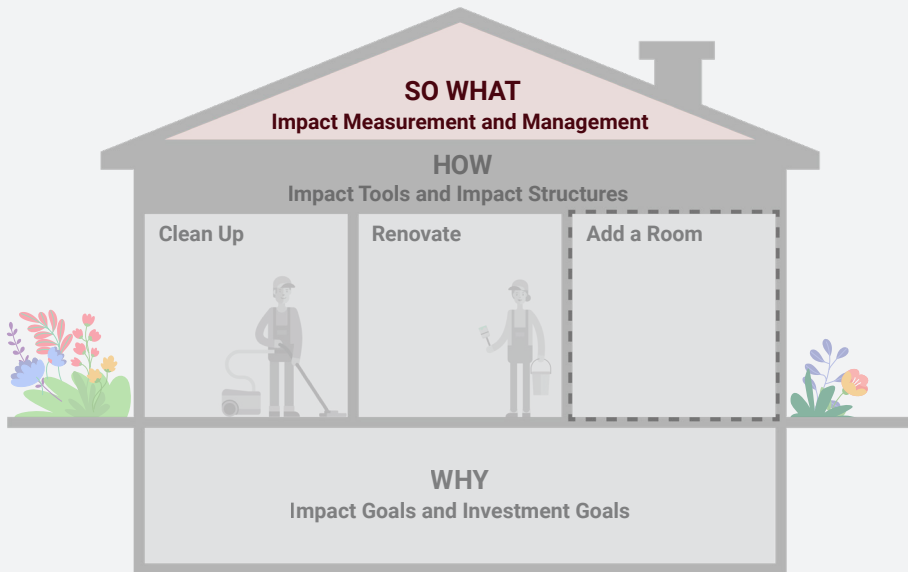 SO WHAT
Impact Measurement and Management
HOW
Impact Tools and Impact Structures
Clean Up
Renovate
Add a Room
WHY
Impact Goals and Investment Goals